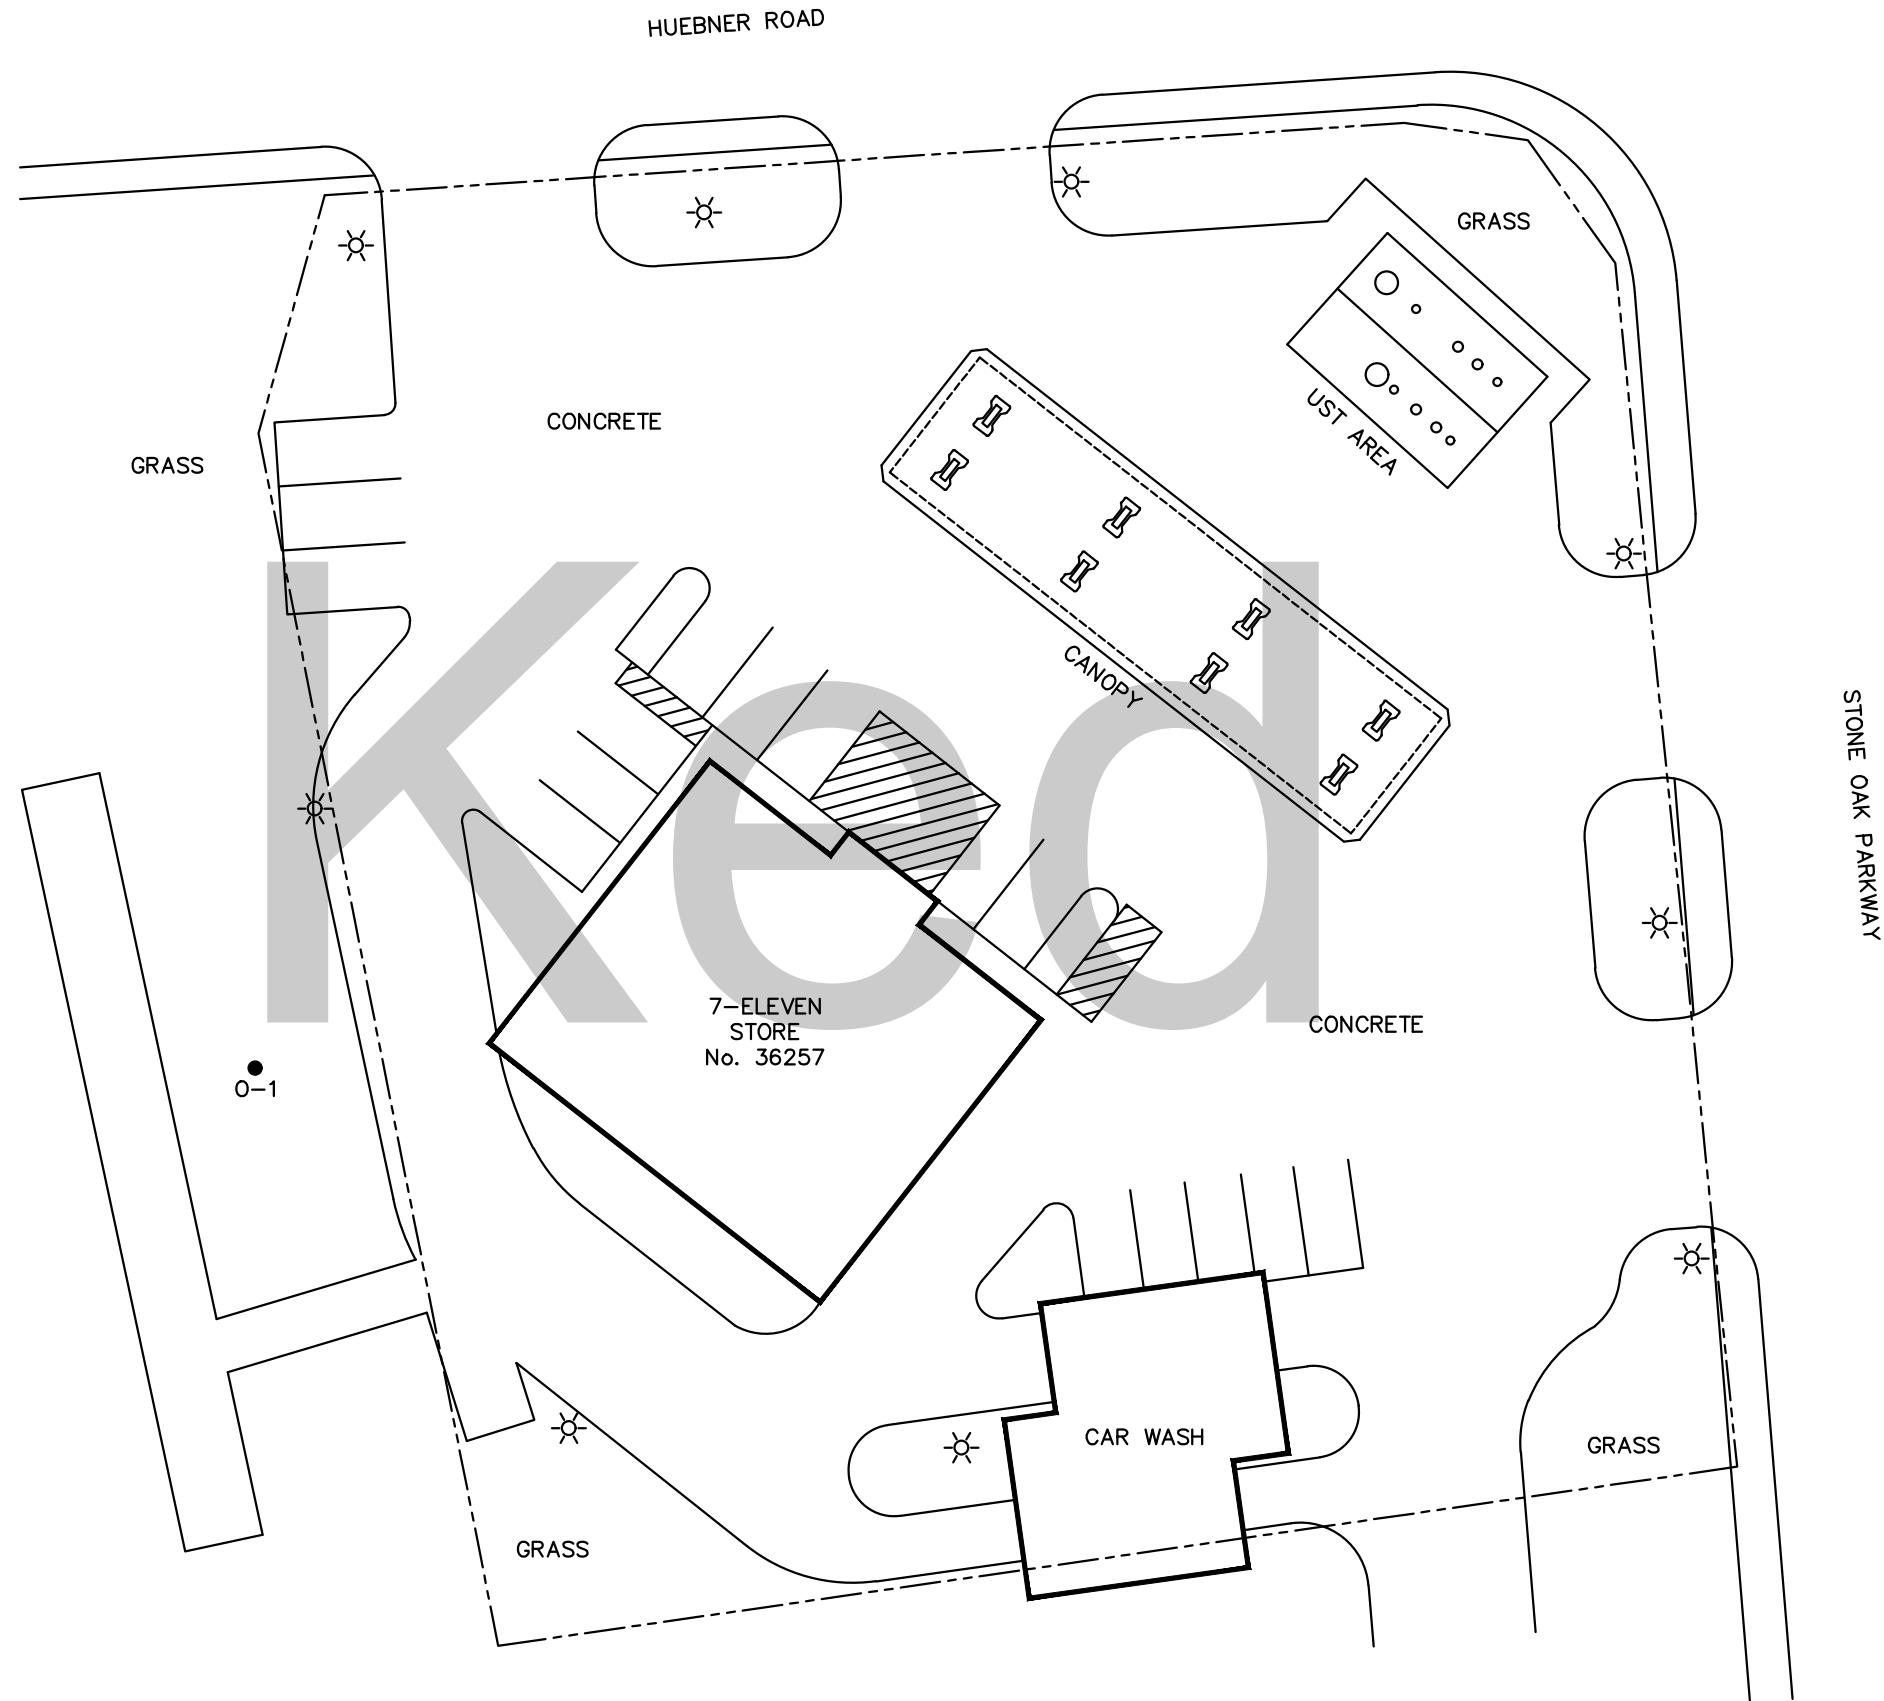 HUEBNER ROAD
GRASS
CONCRETE
GRASS
UST AREA
CANOPY
STONE OAK PARKWAY
Ked
7-ELEVEN
STORE
No. 36257
CONCRETE
O-1
CAR WASH
GRASS
GRASS